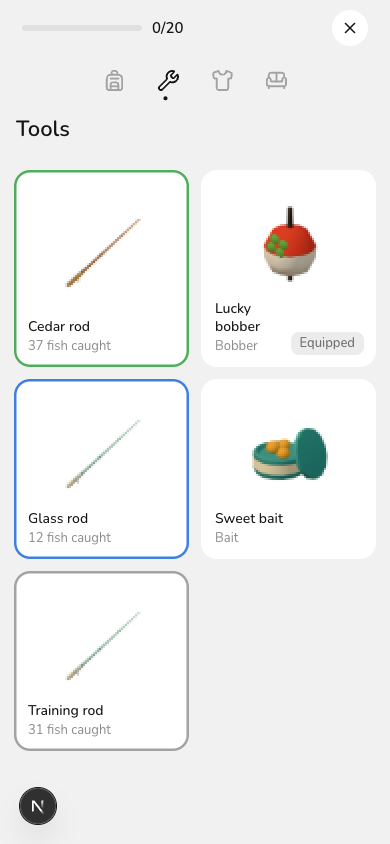 0/20
Tools
Cedar rod
37 fish caught
Lucky
bobber
Bobber
Equipped
Glass rod
12 fish caught
Sweet bait
Bait
Training rod
31 fish caught
N